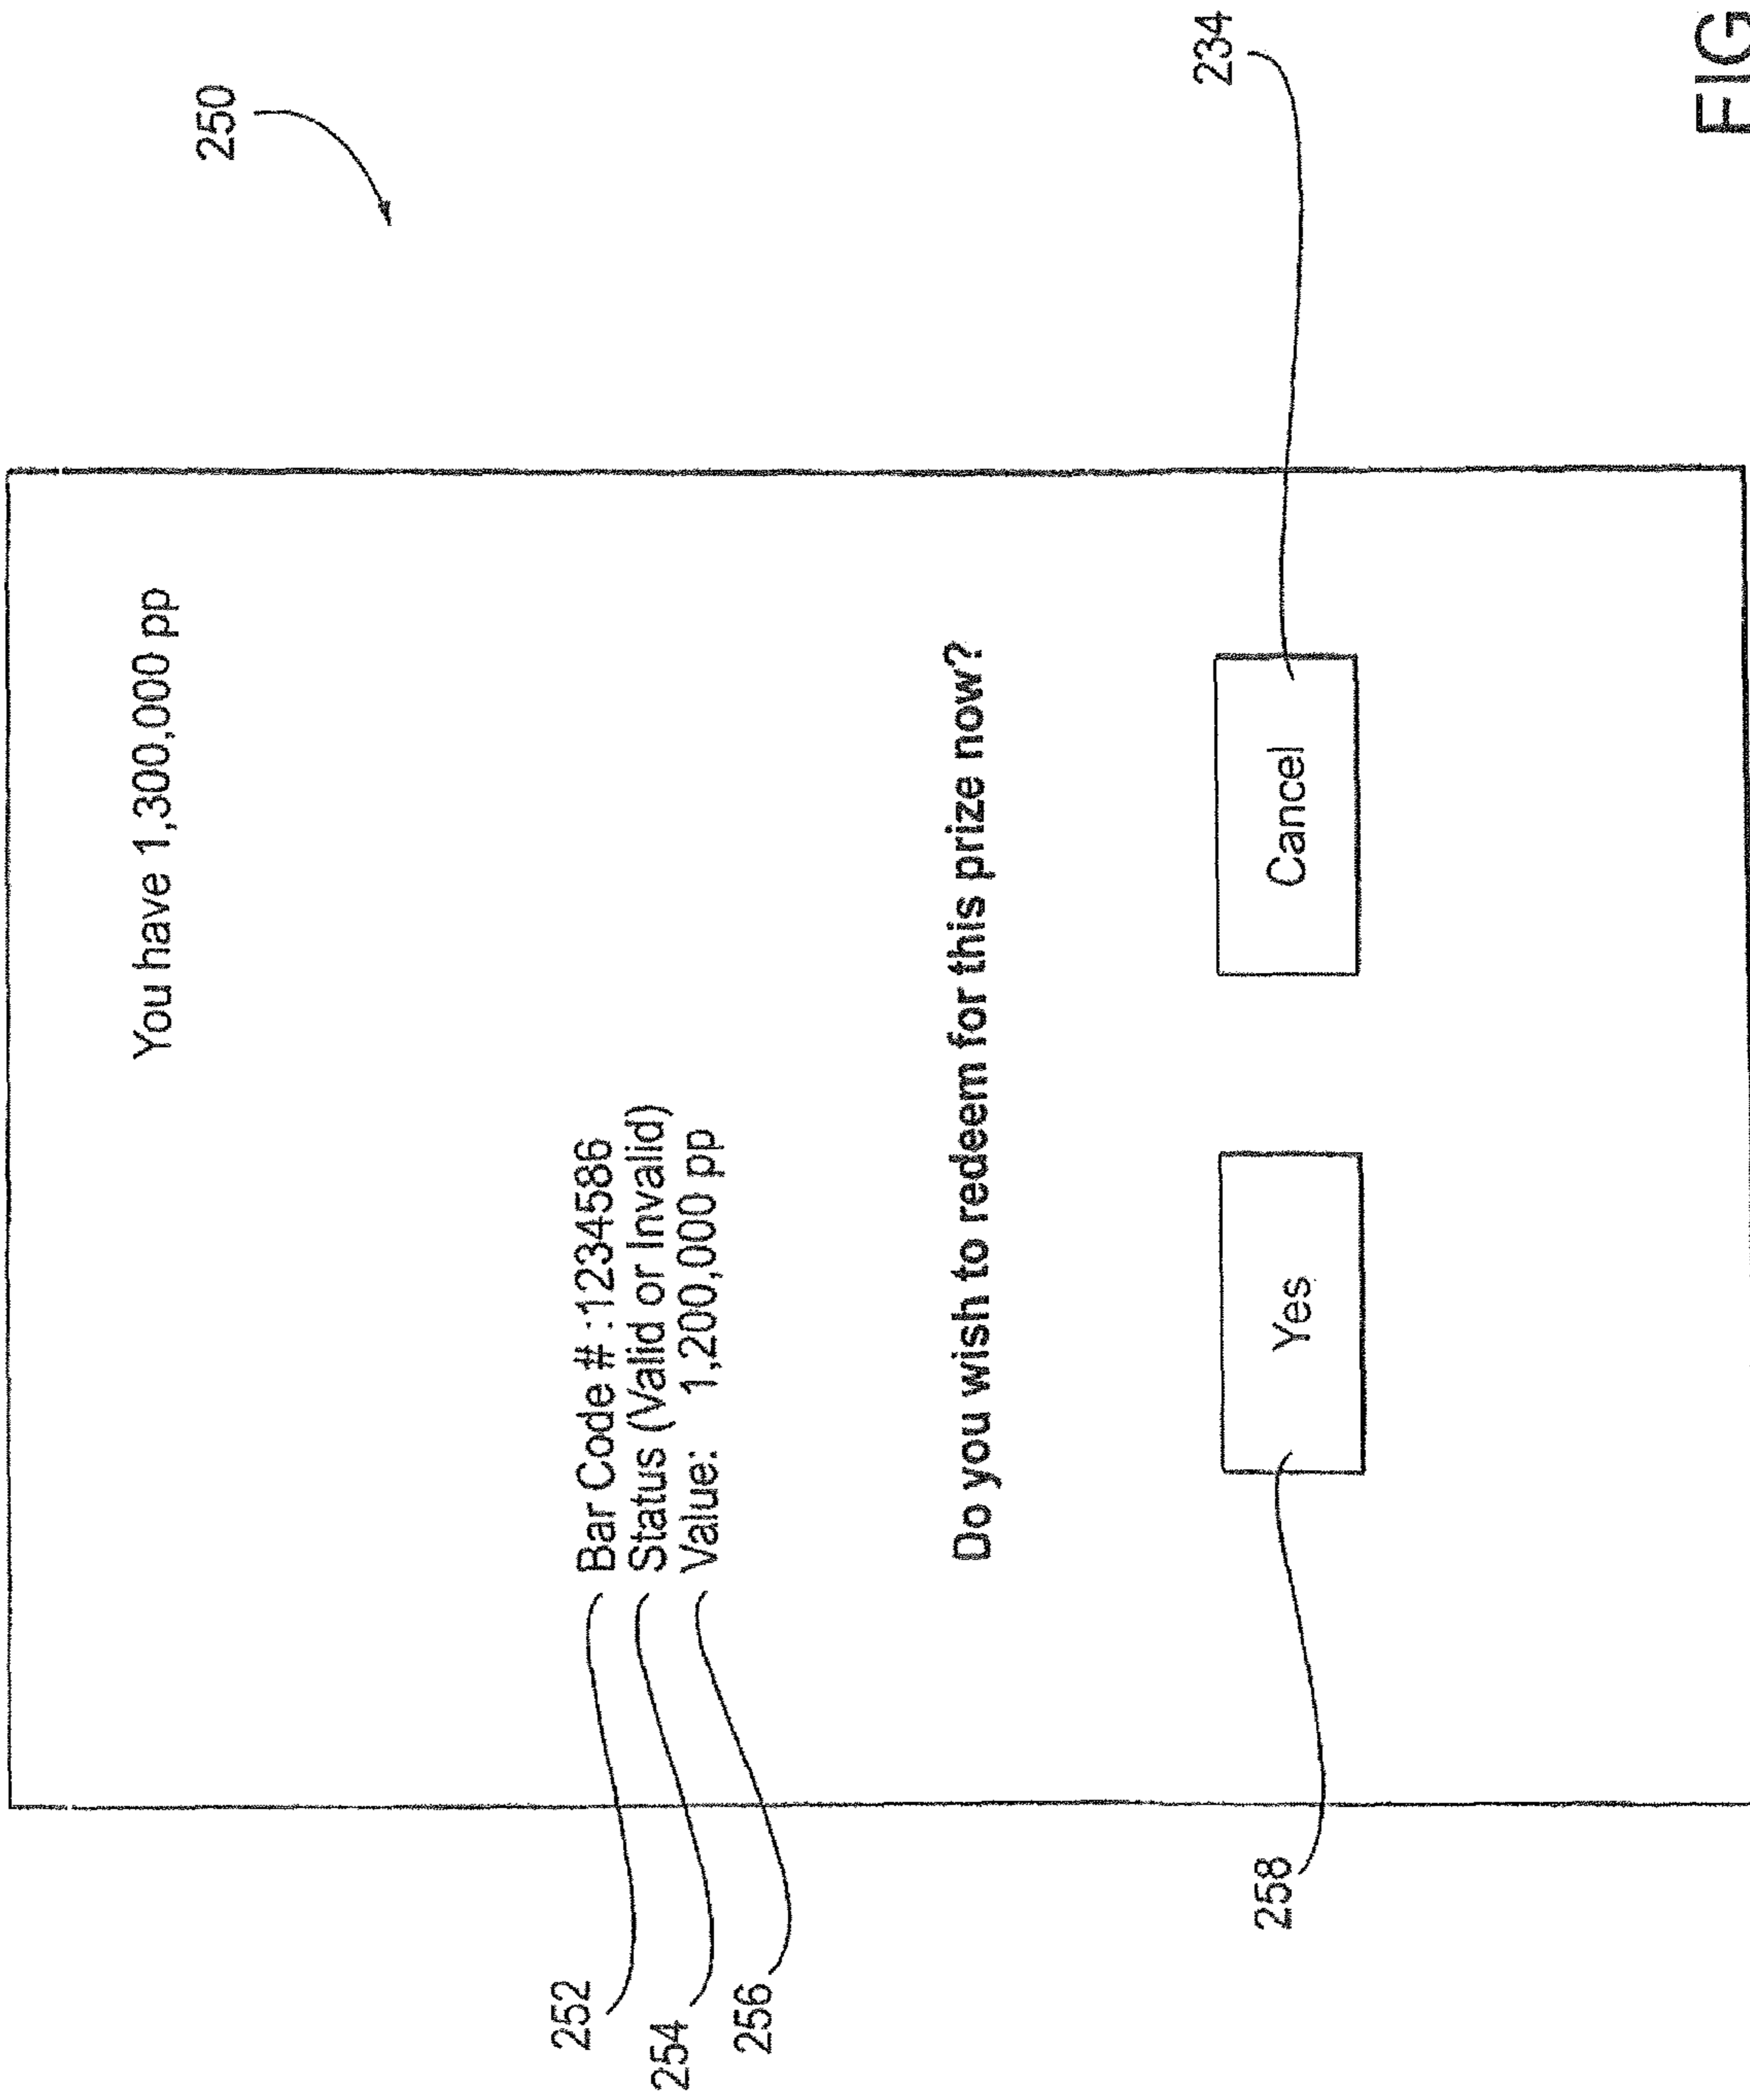 250
You have 1,300,000 pp
252
Bar Code # :1234586
254
Status (Valid or Invalid)
256
Value: 1,200,000 pp
Do you wish to redeem for this prize now?
258
Yes
Cancel
234
FIG